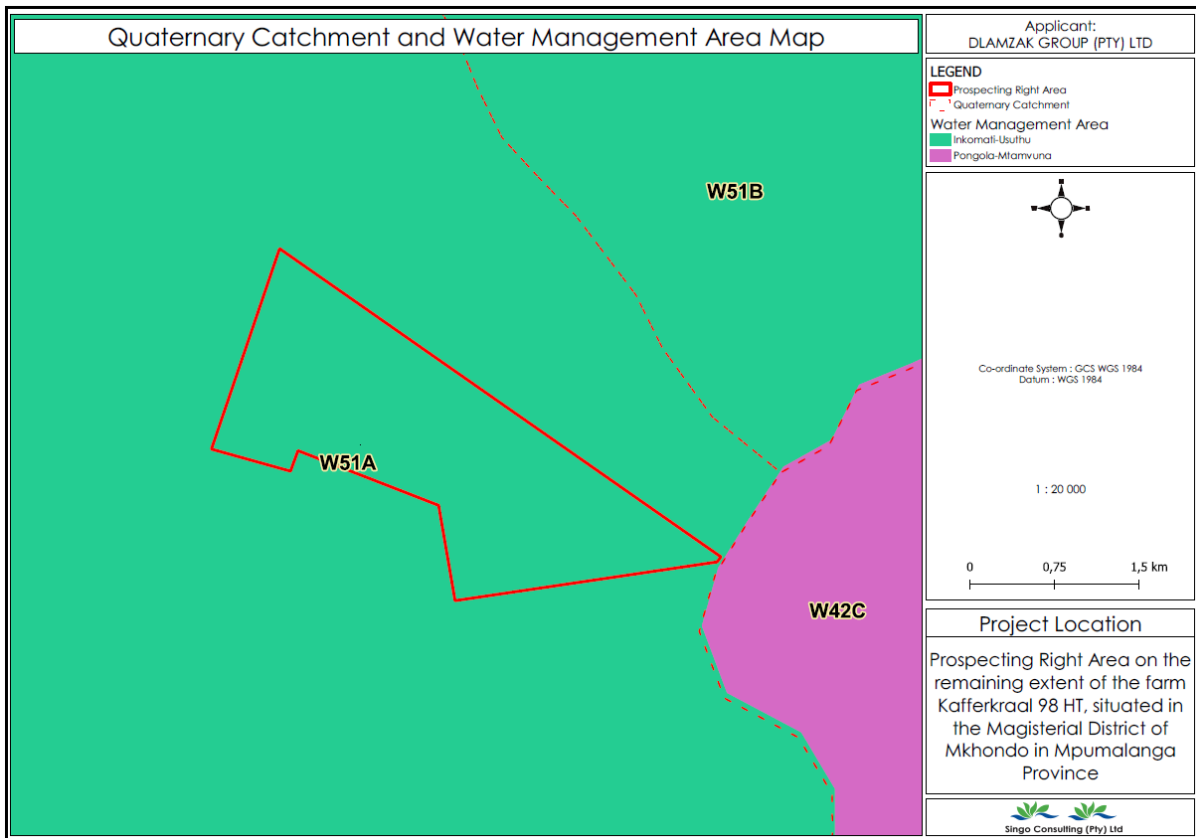 Quaternary Catchment and Water Management Area Map
W51B
W51A
W42C
Applicant:
DLAMZAK GROUP (PTY) LTD
LEGEND
Prospecting Right Area
Quaternary Catchment
Water Management Area
Inkomati-Usuthu
Pongola-Mtamvuna
Co-ordinate System : GCS WGS 1984
Datum : WGS 1984
1 : 20 000
0 0,75 1,5 km
Project Location
Prospecting Right Area on the
remaining extent of the farm
Kafferkraal 98 HT, situated in
the Magisterial District of
Mkhondo in Mpumalanga
Province
Singo Consulting (Pty) Ltd